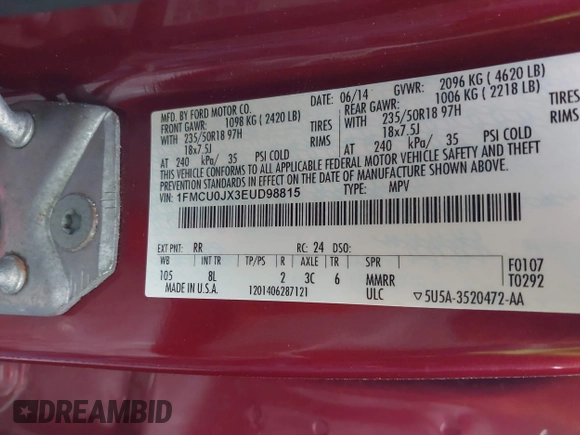 MFD. BY FORD MOTOR CO.
DATE: 06/14 GVWR: 2096 KG ( 4620 LB)
FRONT GAWR: 1098 KG ( 2420 LB) REAR GAWR: 1006 KG ( 2218 LB)
WITH 235/50R18 97H TIRES WITH 235/50R18 97H TIRES
18x7.5J RIMS 18x7.5J RIMS
AT 240 kPa/ 35 PSI COLD AT 240 kPa/ 35 PSI COLD
THIS VEHICLE CONFORMS TO ALL APPLICABLE FEDERAL MOTOR VEHICLE SAFETY AND THEFT
PREVENTION STANDARDS IN EFFECT ON THE DATE OF MANUFACTURE SHOWN ABOVE.
VIN: 1FMCU0JX3EUD98815 TYPE: MPV
EXT PNT: RR RC: 24 DSO:
WB INT TR TP/PS R AXLE TR SPR
105 8L 2 3C 6 MMRR
F0107
T0292
MADE IN U.S.A. 1201406287121 ULC ▽5U5A-3520472-AA
DREAMBID